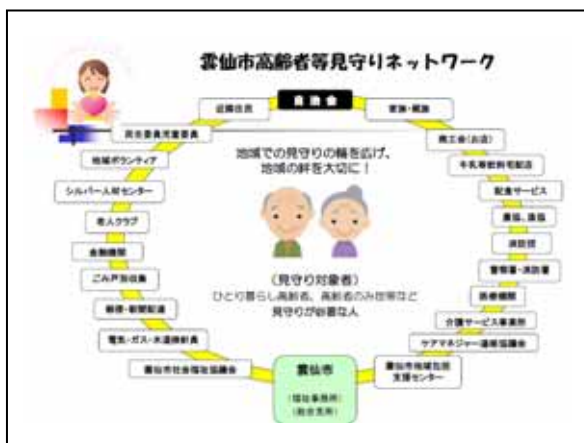 雲仙市高齢者等見守りネットワーク
自治会
近隣住民
家族・親族
民生委員児童委員
商工会(お店)
地域ボランティア
牛乳等飲料宅配店
シルバー人材センター
配食サービス
老人クラブ
農協、漁協
金融機関
消防団
ごみ戸別収集
警察署・消防署
郵便・新聞配達
医療機関
電気・ガス・水道検針員
介護サービス事業所
ケアマネジャー連絡協議会
雲仙市社会福祉協議会
雲仙市地域包括
支援センター
地域での見守りの輪を広げ、
地域の絆を大切に!
(見守り対象者)
ひとり暮らし高齢者、高齢者のみ世帯など
見守りが必要な人
雲仙市
(福祉事務所)
(総合支所)